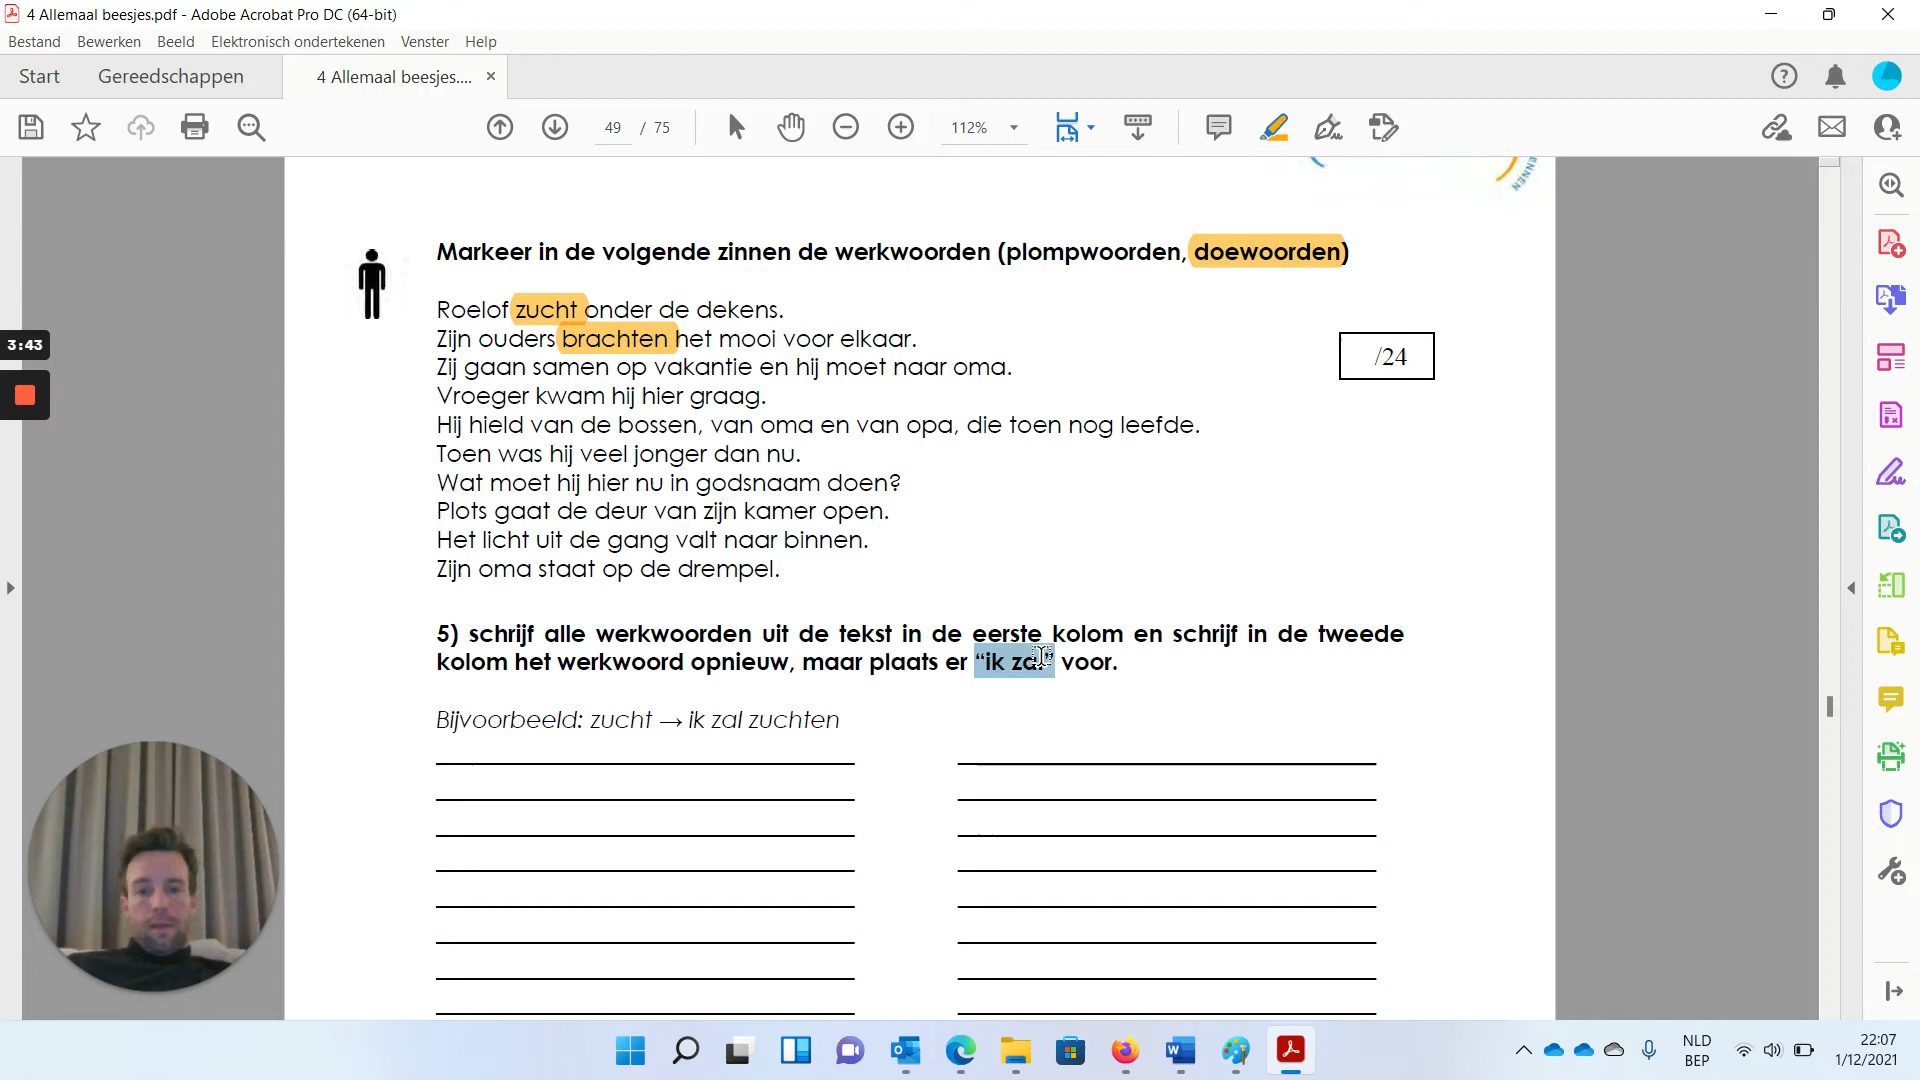 4 Allemaal beesjes.pdf - Adobe Acrobat Pro DC (64-bit)
Bestand Bewerken Beeld Elektronisch ondertekenen Venster Help
Start Gereedschappen 4 Allemaal beesjes.... ×
49 / 75 112%
NNEN
Markeer in de volgende zinnen de werkwoorden (plompwoorden, doewoorden)
Roelof zucht onder de dekens.
Zijn ouders brachten het mooi voor elkaar.
3:43
/24
Zij gaan samen op vakantie en hij moet naar oma.
Vroeger kwam hij hier graag.
Hij hield van de bossen, van oma en van opa, die toen nog leefde.
Toen was hij veel jonger dan nu.
Wat moet hij hier nu in godsnaam doen?
Plots gaat de deur van zijn kamer open.
Het licht uit de gang valt naar binnen.
Zijn oma staat op de drempel.
5) schrijf alle werkwoorden uit de tekst in de eerste kolom en schrijf in de tweede
kolom het werkwoord opnieuw, maar plaats er “ik zal” voor.
Bijvoorbeeld: zucht → ik zal zuchten
NLD
BEP
22:07
1/12/2021